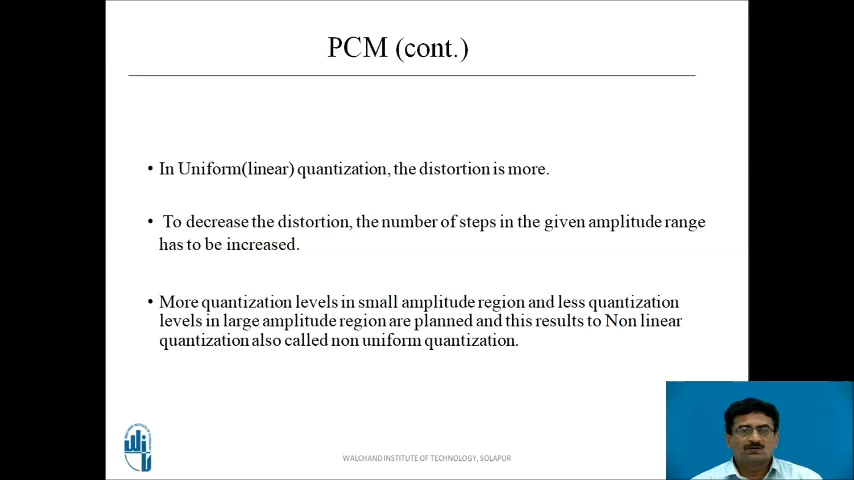 PCM (cont.)
• In Uniform(linear) quantization, the distortion is more.
• To decrease the distortion, the number of steps in the given amplitude range
has to be increased.
• More quantization levels in small amplitude region and less quantization
levels in large amplitude region are planned and this results to Non linear
quantization also called non uniform quantization.
WALCHAND INSTITUTE OF TECHNOLOGY, SOLAPUR